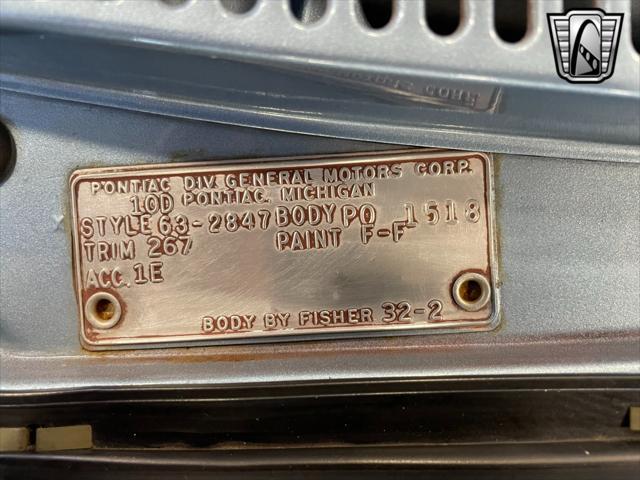 PONTIAC DIV. GENERAL MOTORS CORP.
10D PONTIAC, MICHIGAN
STYLE 63-2847 BODY PO 1518
TRIM 267 PAINT F-F
ACC. 1E
BODY BY FISHER 32-2